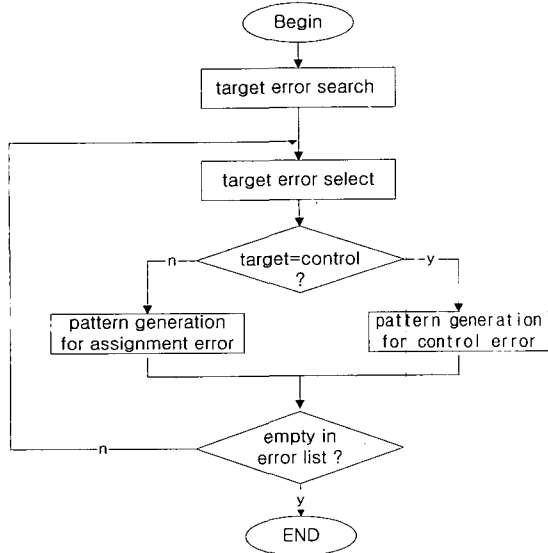 Begin
target error search
target error select
target=control
?
n
y
pattern generation
for assignment error
pattern generation
for control error
empty in
error list ?
n
y
END